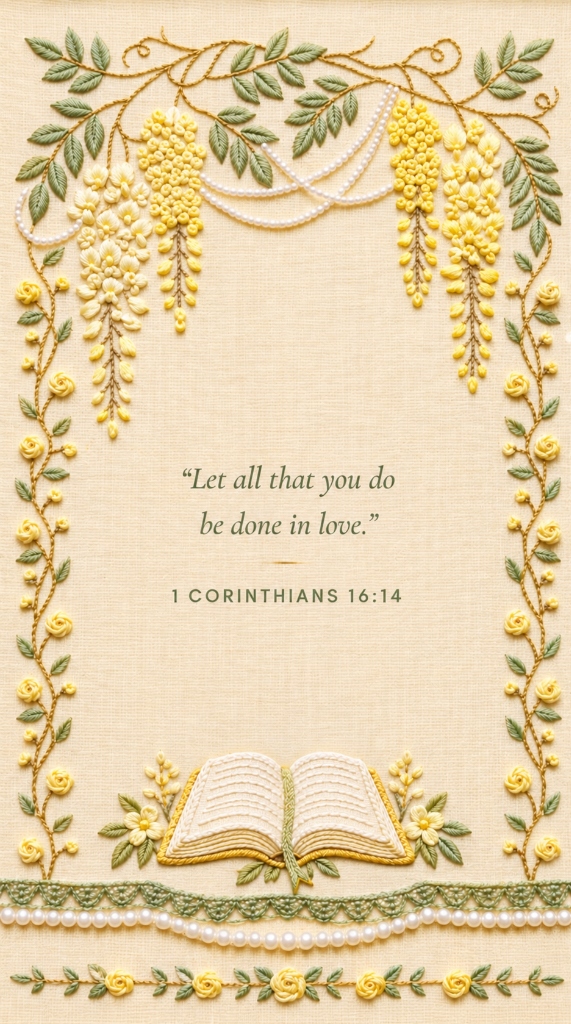 “Let all that you do
be done in love.”
1 CORINTHIANS 16:14